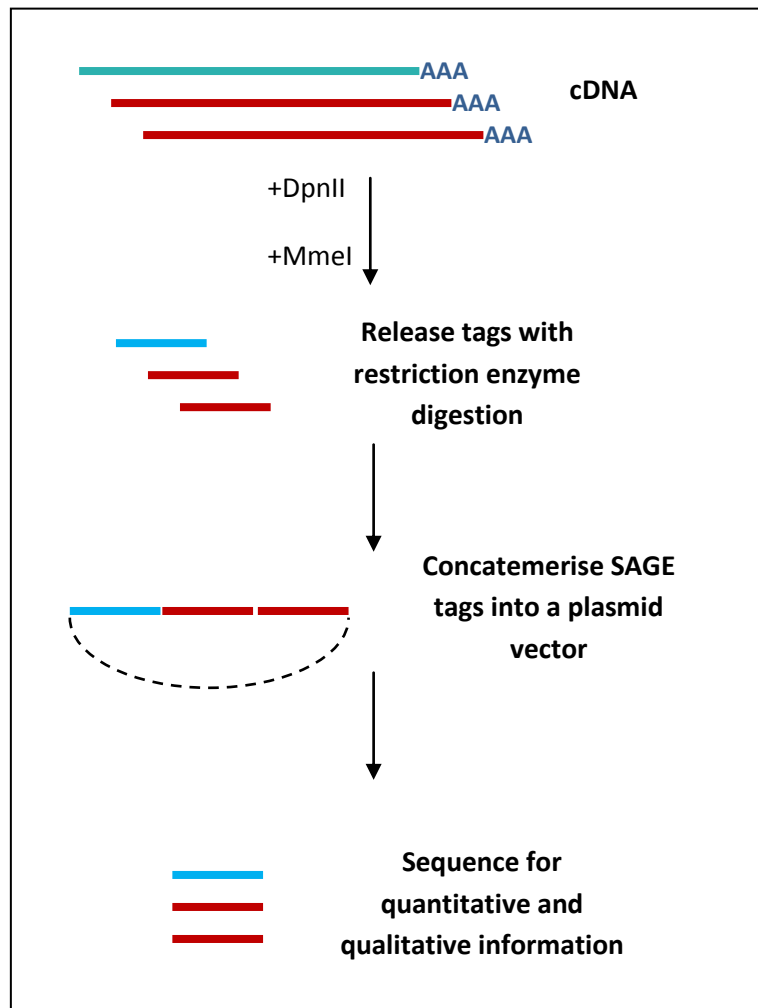 AAA
cDNA
AAA
AAA
+DpnII
+MmeI
Release tags with
restriction enzyme
digestion
Concatemerise SAGE
tags into a plasmid
vector
Sequence for
quantitative and
qualitative information